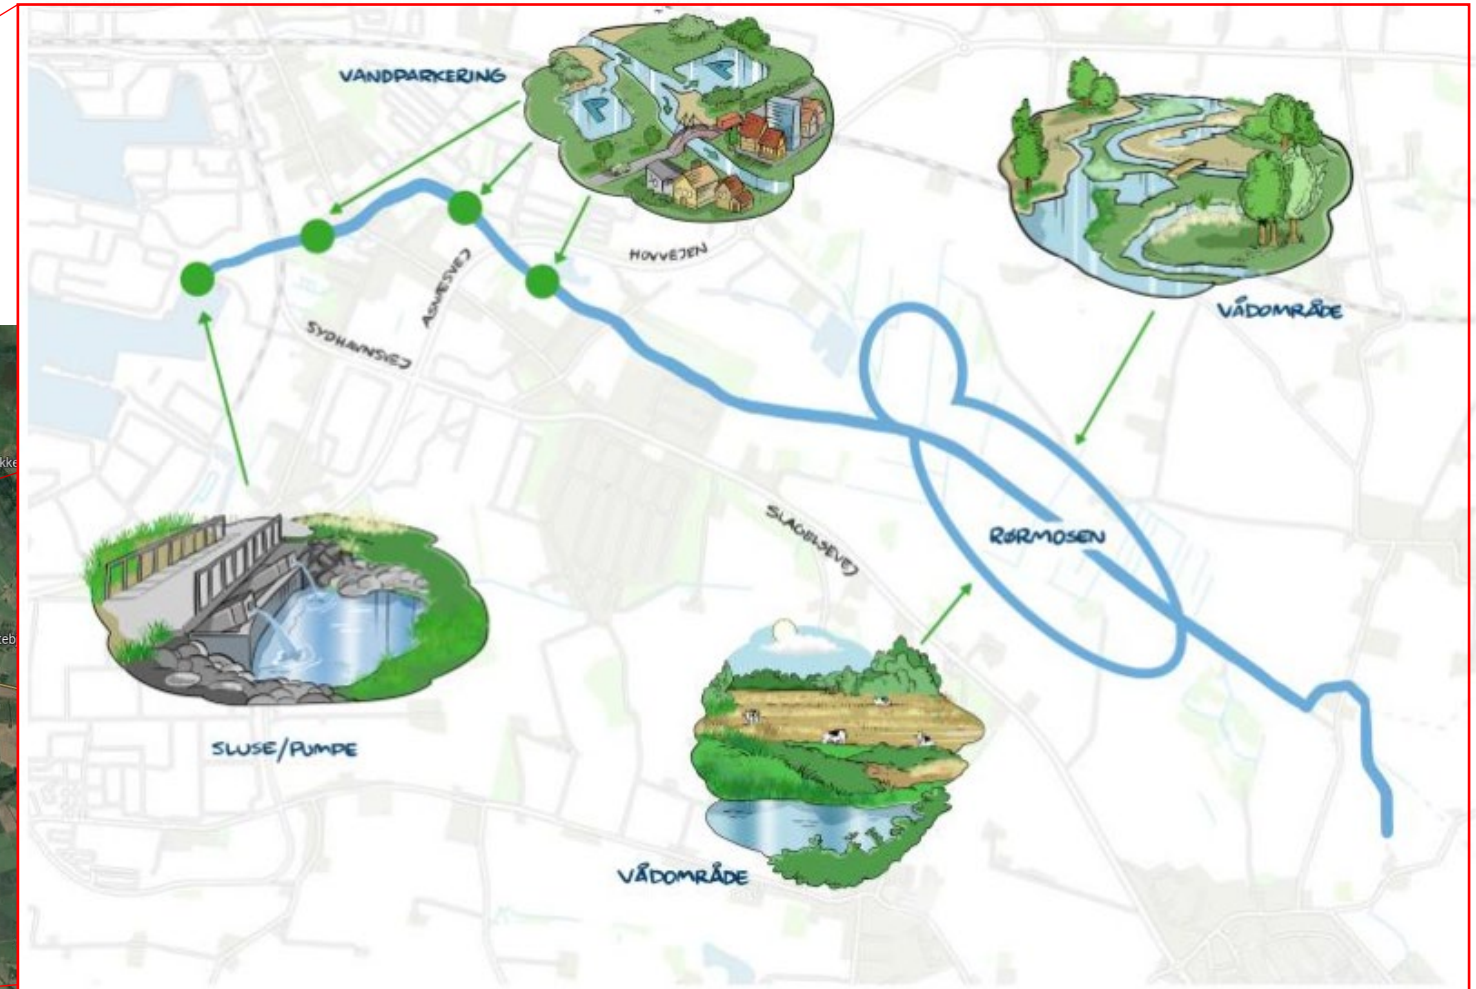 VANDPARKERING
HOVVEJEN
ASNÆSVEJ
SYDHAVNSVEJ
VÅDOMRÅDE
SLAGELSEVEJ
RØRMOSEN
SLUSE/PUMPE
VÅDOMRÅDE